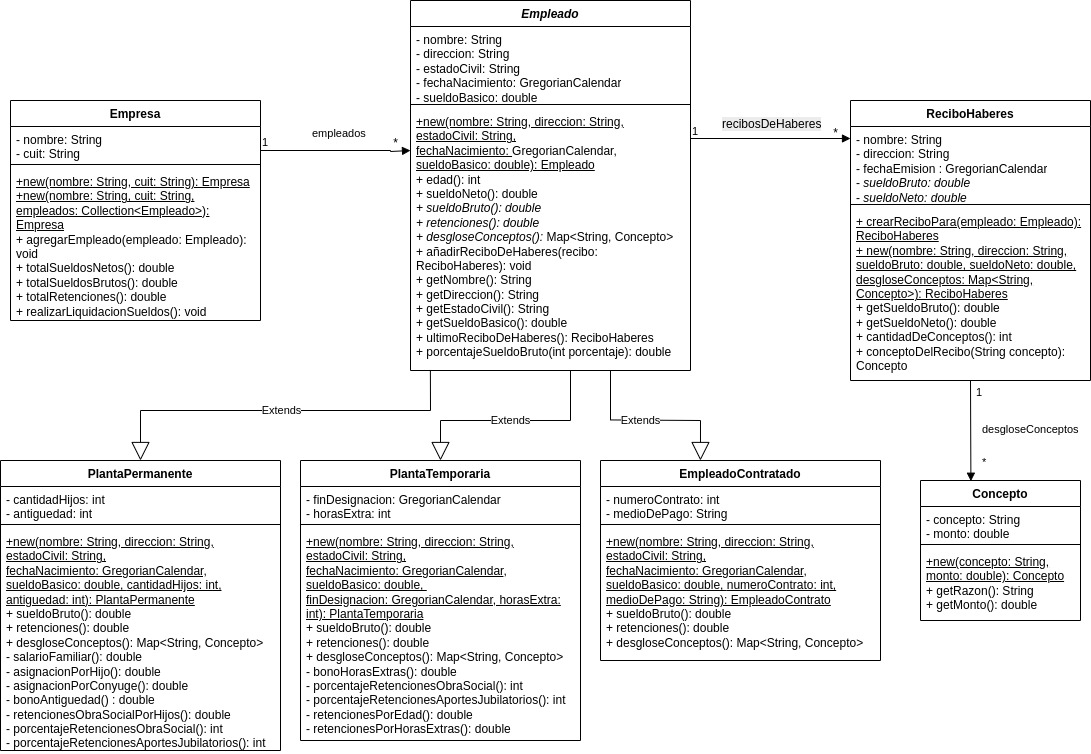 Empleado
- nombre: String
- direccion: String
- estadoCivil: String
- fechaNacimiento: GregorianCalendar
- sueldoBasico: double
+new(nombre: String, direccion: String,
estadoCivil: String,
fechaNacimiento: GregorianCalendar,
sueldoBasico: double): Empleado
+ edad(): int
+ sueldoNeto(): double
+ sueldoBruto(): double
+ retenciones(): double
+ desgloseConceptos(): Map<String, Concepto>
+ añadirReciboDeHaberes(recibo:
ReciboHaberes): void
+ getNombre(): String
+ getDireccion(): String
+ getEstadoCivil(): String
+ getSueldoBasico(): double
+ ultimoReciboDeHaberes(): ReciboHaberes
+ porcentajeSueldoBruto(int porcentaje): double
Empresa
- nombre: String
- cuit: String
+new(nombre: String, cuit: String): Empresa
+new(nombre: String, cuit: String,
empleados: Collection<Empleado>):
Empresa
+ agregarEmpleado(empleado: Empleado):
void
+ totalSueldosNetos(): double
+ totalSueldosBrutos(): double
+ totalRetenciones(): double
+ realizarLiquidacionSueldos(): void
1
empleados
*
1
recibosDeHaberes
*
ReciboHaberes
- nombre: String
- direccion: String
- fechaEmision : GregorianCalendar
- sueldoBruto: double
- sueldoNeto: double
+ crearReciboPara(empleado: Empleado):
ReciboHaberes
+ new(nombre: String, direccion: String,
sueldoBruto: double, sueldoNeto: double,
desgloseConceptos: Map<String,
Concepto>): ReciboHaberes
+ getSueldoBruto(): double
+ getSueldoNeto(): double
+ cantidadDeConceptos(): int
+ conceptoDelRecibo(String concepto):
Concepto
1
desgloseConceptos
*
Extends
Extends
Extends
PlantaPermanente
- cantidadHijos: int
- antiguedad: int
+new(nombre: String, direccion: String,
estadoCivil: String,
fechaNacimiento: GregorianCalendar,
sueldoBasico: double, cantidadHijos: int,
antiguedad: int): PlantaPermanente
+ sueldoBruto(): double
+ retenciones(): double
+ desgloseConceptos(): Map<String, Concepto>
- salarioFamiliar(): double
- asignacionPorHijo(): double
- asignacionPorConyuge(): double
- bonoAntiguedad() : double
- retencionesObraSocialPorHijos(): double
- porcentajeRetencionesObraSocial(): int
- porcentajeRetencionesAportesJubilatorios(): int
PlantaTemporaria
- finDesignacion: GregorianCalendar
- horasExtra: int
+new(nombre: String, direccion: String,
estadoCivil: String,
fechaNacimiento: GregorianCalendar,
sueldoBasico: double,
finDesignacion: GregorianCalendar, horasExtra:
int): PlantaTemporaria
+ sueldoBruto(): double
+ retenciones(): double
+ desgloseConceptos(): Map<String, Concepto>
- bonoHorasExtras(): double
- porcentajeRetencionesObraSocial(): int
- porcentajeRetencionesAportesJubilatorios(): int
- retencionesPorEdad(): double
- retencionesPorHorasExtras(): double
EmpleadoContratado
- numeroContrato: int
- medioDePago: String
+new(nombre: String, direccion: String,
estadoCivil: String,
fechaNacimiento: GregorianCalendar,
sueldoBasico: double, numeroContrato: int,
medioDePago: String): EmpleadoContrato
+ sueldoBruto(): double
+ retenciones(): double
+ desgloseConceptos(): Map<String, Concepto>
Concepto
- concepto: String
- monto: double
+new(concepto: String,
monto: double): Concepto
+ getRazon(): String
+ getMonto(): double